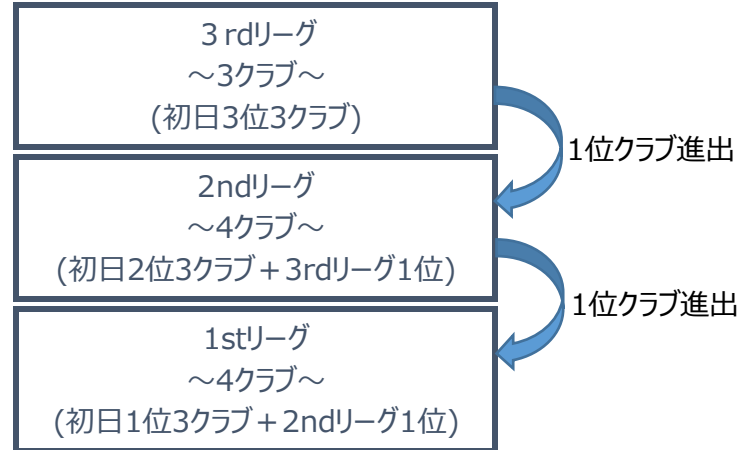 ３rdリーグ
～3クラブ～
(初日3位3クラブ)
1位クラブ進出
2ndリーグ
～4クラブ～
(初日2位3クラブ＋3rdリーグ1位)
1位クラブ進出
1stリーグ
～4クラブ～
(初日1位3クラブ＋2ndリーグ1位)